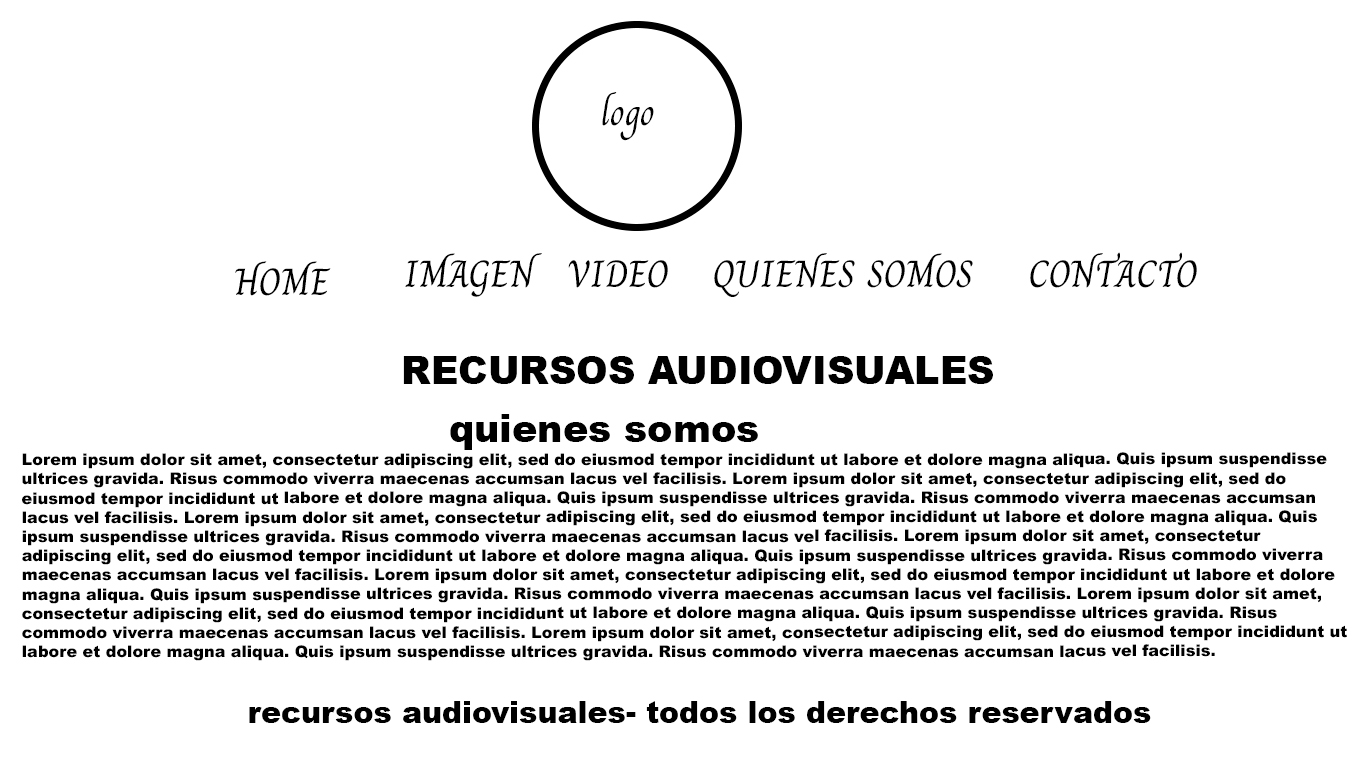 logo
HOME IMAGEN VIDEO QUIENES SOMOS CONTACTO
RECURSOS AUDIOVISUALES
quienes somos
Lorem ipsum dolor sit amet, consectetur adipiscing elit, sed do eiusmod tempor incididunt ut labore et dolore magna aliqua. Quis ipsum suspendisse
ultrices gravida. Risus commodo viverra maecenas accumsan lacus vel facilisis. Lorem ipsum dolor sit amet, consectetur adipiscing elit, sed do
eiusmod tempor incididunt ut labore et dolore magna aliqua. Quis ipsum suspendisse ultrices gravida. Risus commodo viverra maecenas accumsan
lacus vel facilisis. Lorem ipsum dolor sit amet, consectetur adipiscing elit, sed do eiusmod tempor incididunt ut labore et dolore magna aliqua. Quis
ipsum suspendisse ultrices gravida. Risus commodo viverra maecenas accumsan lacus vel facilisis. Lorem ipsum dolor sit amet, consectetur
adipiscing elit, sed do eiusmod tempor incididunt ut labore et dolore magna aliqua. Quis ipsum suspendisse ultrices gravida. Risus commodo viverra
maecenas accumsan lacus vel facilisis. Lorem ipsum dolor sit amet, consectetur adipiscing elit, sed do eiusmod tempor incididunt ut labore et dolore
magna aliqua. Quis ipsum suspendisse ultrices gravida. Risus commodo viverra maecenas accumsan lacus vel facilisis. Lorem ipsum dolor sit amet,
consectetur adipiscing elit, sed do eiusmod tempor incididunt ut labore et dolore magna aliqua. Quis ipsum suspendisse ultrices gravida. Risus
commodo viverra maecenas accumsan lacus vel facilisis. Lorem ipsum dolor sit amet, consectetur adipiscing elit, sed do eiusmod tempor incididunt ut
labore et dolore magna aliqua. Quis ipsum suspendisse ultrices gravida. Risus commodo viverra maecenas accumsan lacus vel facilisis.
recursos audiovisuales- todos los derechos reservados